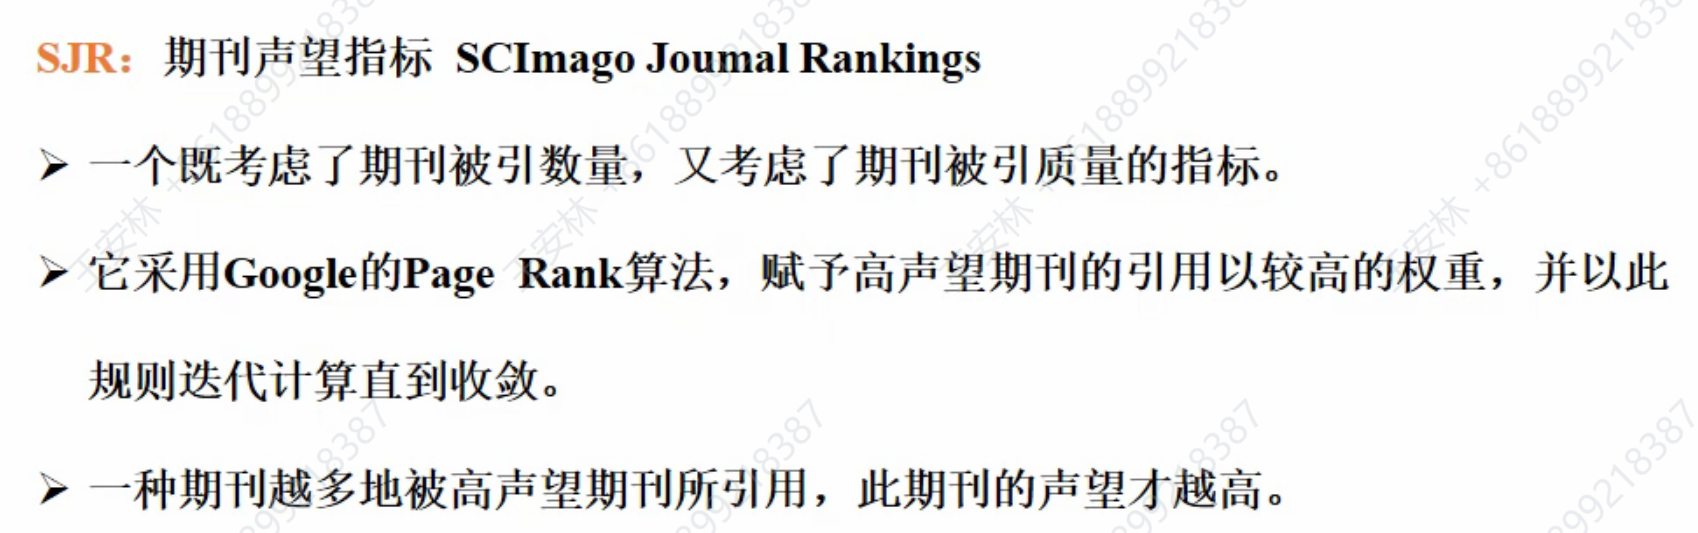 SJR：期刊声望指标 SCImago Joumal Rankings
➢ 一个既考虑了期刊被引数量，又考虑了期刊被引质量的指标。
➢ 它采用Google的Page Rank算法，赋予高声望期刊的引用以较高的权重，并以此
规则迭代计算直到收敛。
➢ 一种期刊越多地被高声望期刊所引用，此期刊的声望才越高。